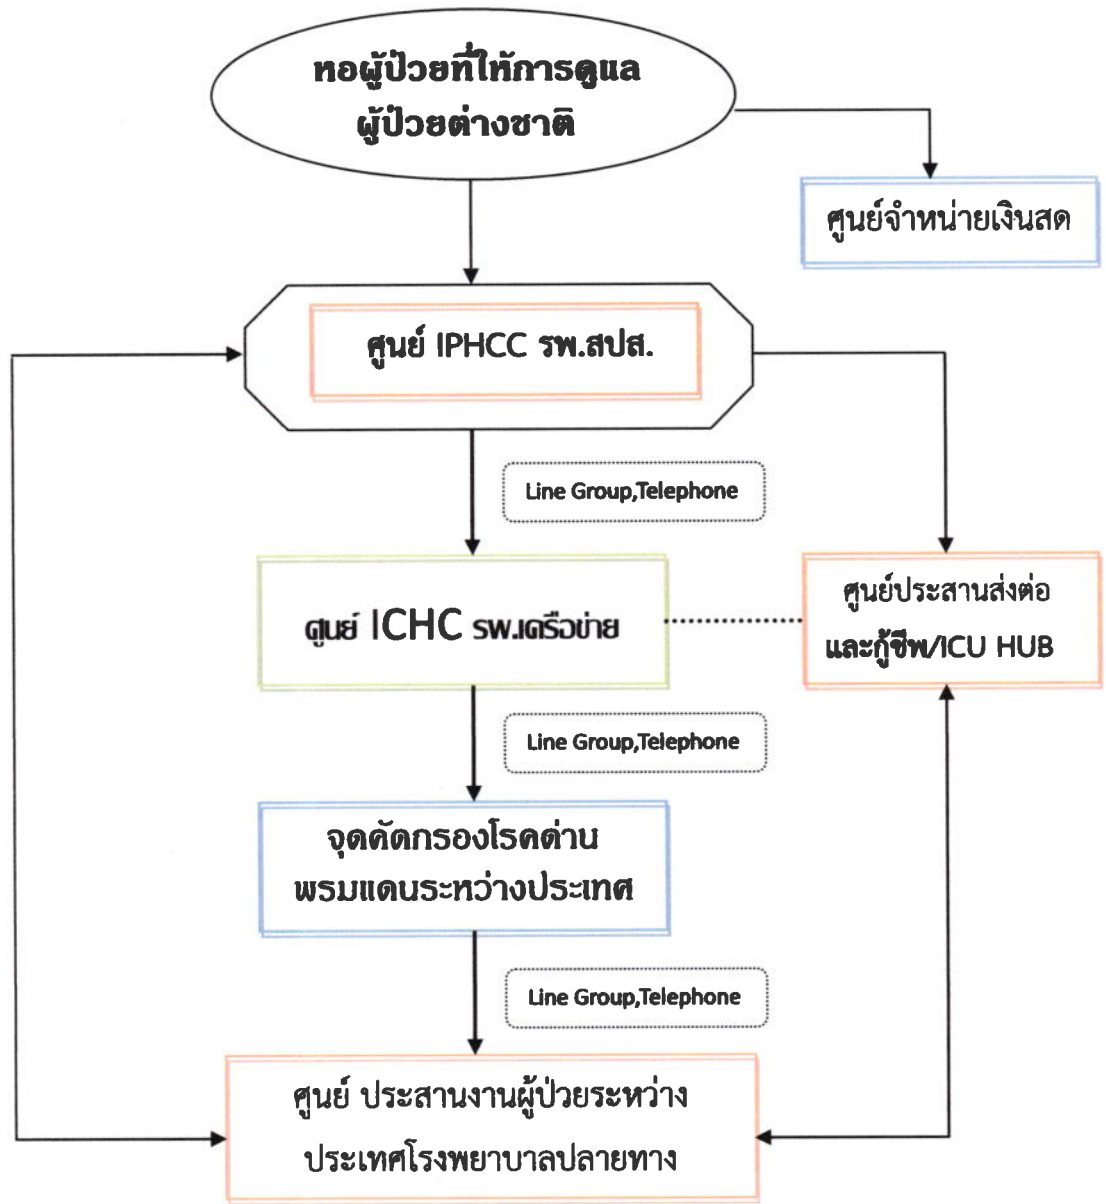 หอผู้ป่วยที่ให้การดูแล
ผู้ป่วยต่างชาติ
ศูนย์จำหน่ายเงินสด
ศูนย์ IPHCC รพ.สปส.
Line Group,Telephone
ศูนย์ ICHC รพ.เครือข่าย
ศูนย์ประสานส่งต่อ
และกู้ชีพ/ICU HUB
Line Group,Telephone
จุดคัดกรองโรคด่าน
พรมแดนระหว่างประเทศ
Line Group,Telephone
ศูนย์ ประสานงานผู้ป่วยระหว่าง
ประเทศโรงพยาบาลปลายทาง